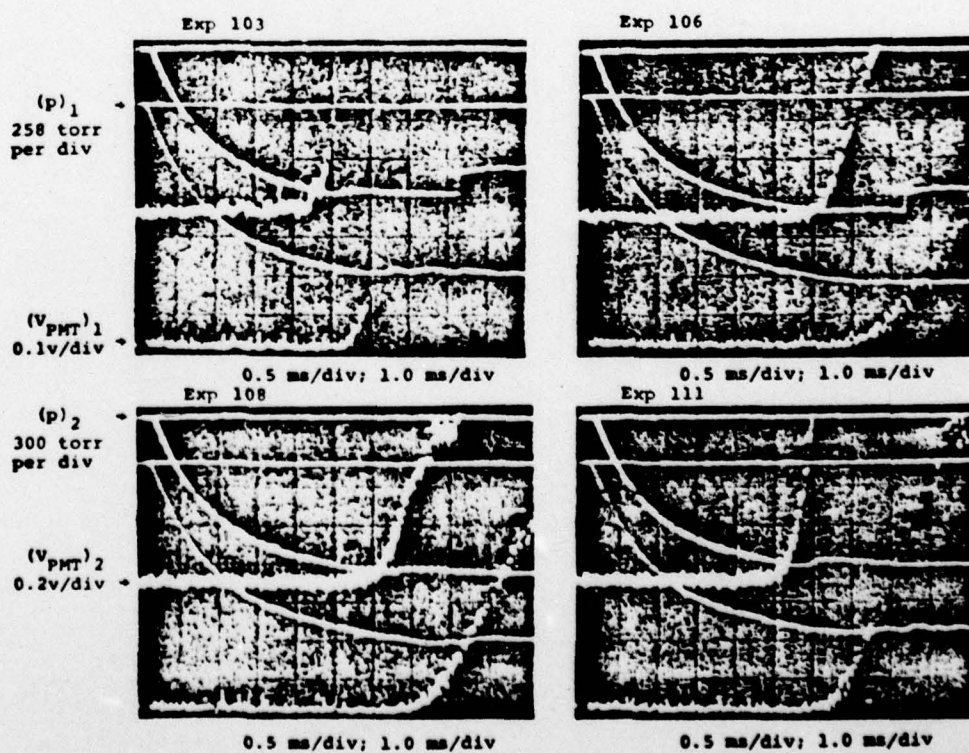 Exp 103
Exp 106
(p)1
258 torr
per div
(VPMT)1
0.1v/div
0.5 ms/div; 1.0 ms/div
0.5 ms/div; 1.0 ms/div
Exp 108
Exp 111
(p)2
300 torr
per div
(VPMT)2
0.2v/div
0.5 ms/div; 1.0 ms/div
0.5 ms/div; 1.0 ms/div